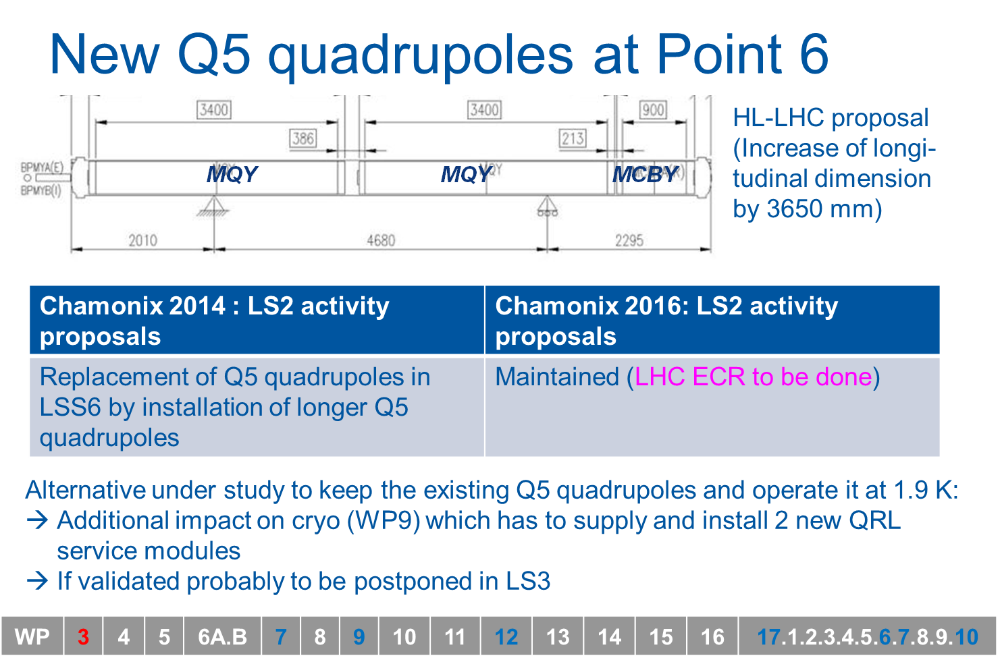 New Q5 quadrupoles at Point 6
3400
3400
900
386
213
BPMYA(E)
BPMYB(I)
MQY
MQY
MCBY
2010
4680
2295
HL-LHC proposal
(Increase of longi-
tudinal dimension
by 3650 mm)
Chamonix 2014 : LS2 activity
proposals
Chamonix 2016: LS2 activity
proposals
Replacement of Q5 quadrupoles in
LSS6 by installation of longer Q5
quadrupoles
Maintained (LHC ECR to be done)
Alternative under study to keep the existing Q5 quadrupoles and operate it at 1.9 K:
→ Additional impact on cryo (WP9) which has to supply and install 2 new QRL
service modules
→ If validated probably to be postponed in LS3
WP 3 4 5 6A.B 7 8 9 10 11 12 13 14 15 16 17.1.2.3.4.5.6.7.8.9.10